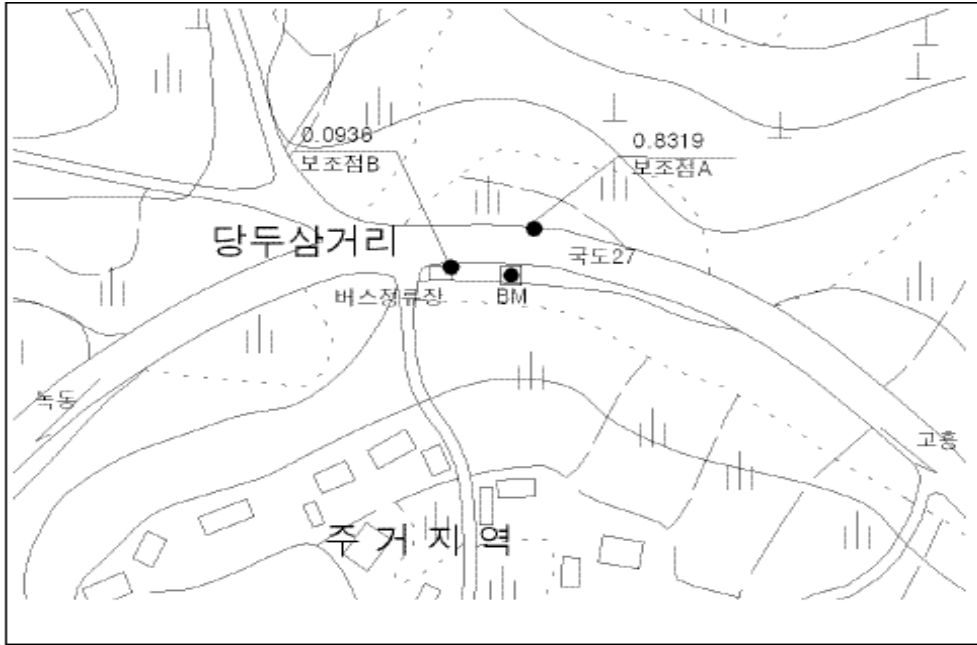 0.0936
보조점B
0.8319
보조점A
당두삼거리
국도27
버스정류장
BM
녹동
고흥
주거지역